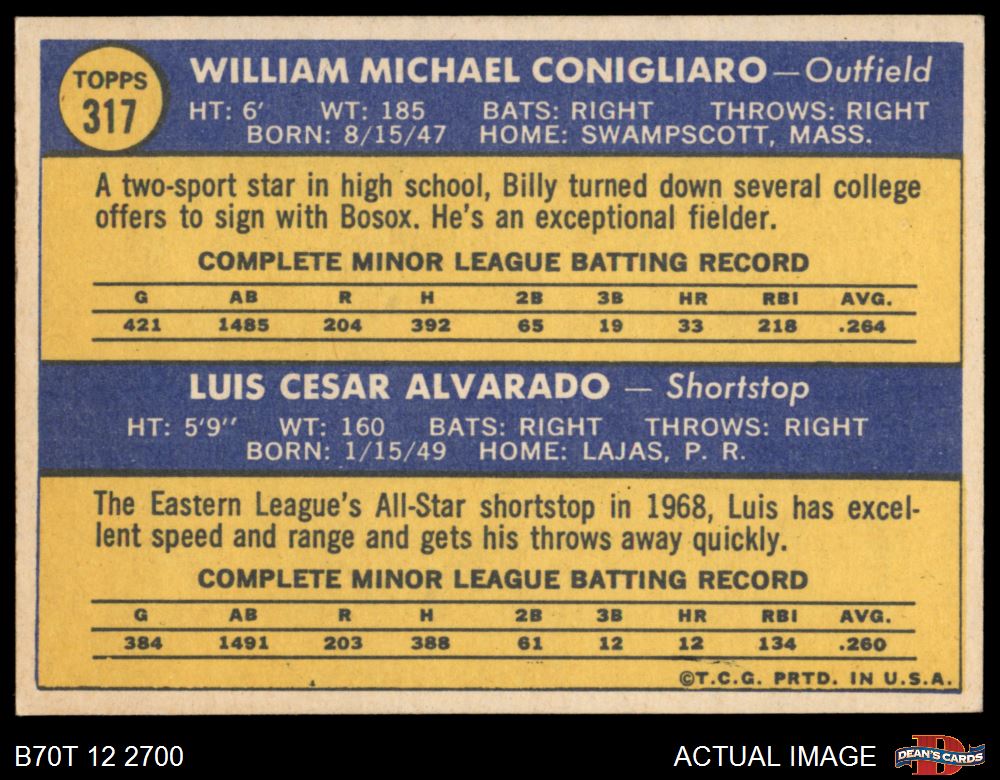 TOPPS
317
WILLIAM MICHAEL CONIGLIARO — Outfield
HT: 6' WT: 185 BATS: RIGHT THROWS: RIGHT
BORN: 8/15/47 HOME: SWAMPSCOTT, MASS.
A two-sport star in high school, Billy turned down several college
offers to sign with Bosox. He's an exceptional fielder.
COMPLETE MINOR LEAGUE BATTING RECORD
G AB R H 2B 3B HR RBI AVG.
421 1485 204 392 65 19 33 218 .264
LUIS CESAR ALVARADO — Shortstop
HT: 5'9'' WT: 160 BATS: RIGHT THROWS: RIGHT
BORN: 1/15/49 HOME: LAJAS, P. R.
The Eastern League's All-Star shortstop in 1968, Luis has excel-
lent speed and range and gets his throws away quickly.
COMPLETE MINOR LEAGUE BATTING RECORD
G AB R H 2B 3B HR RBI AVG.
384 1491 203 388 61 12 12 134 .260
©T.C.G. PRTD. IN U.S.A.
B70T 12 2700 ACTUAL IMAGE DEAN'S CARDS